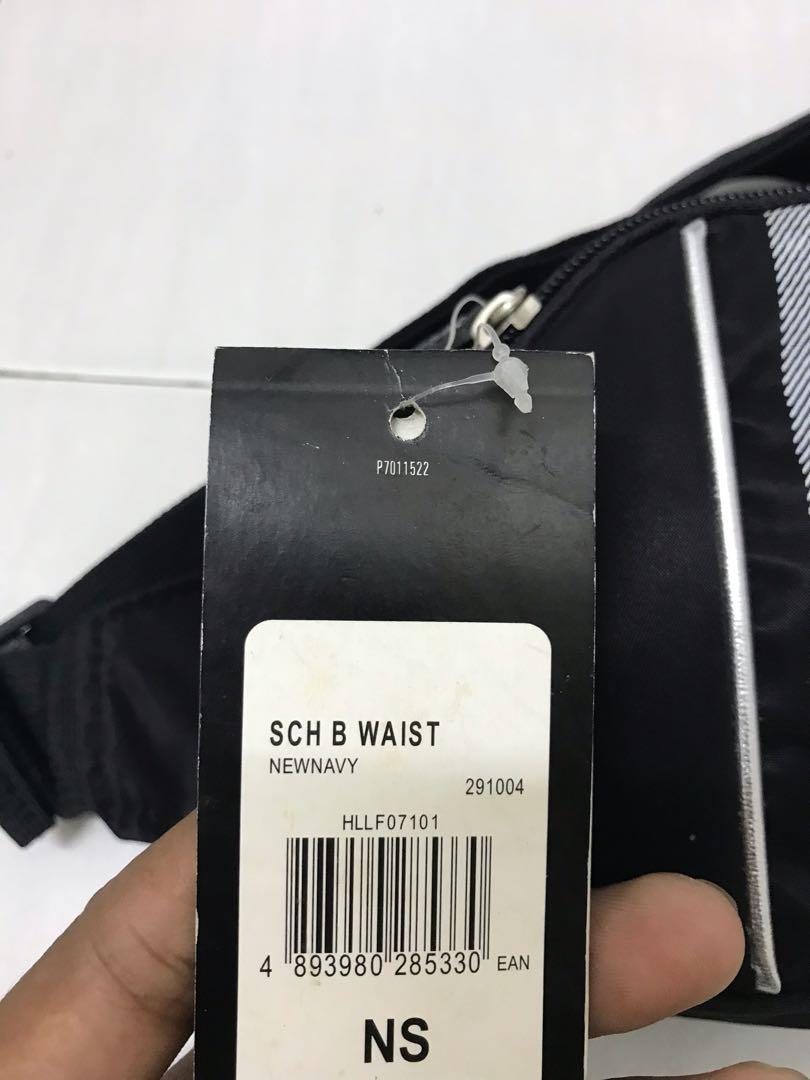 P7011522
SCH B WAIST
NEWNAVY
291004
HLLF07101
4 893980 285330 EAN
NS